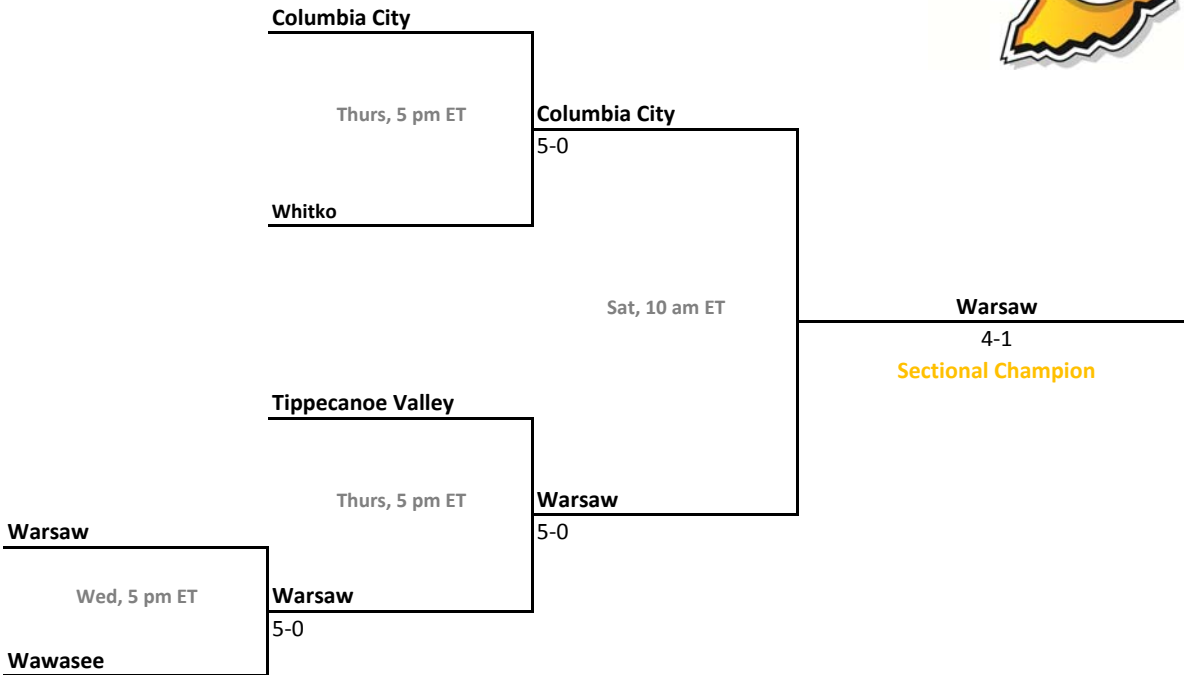 Columbia City
Thurs, 5 pm ET
Columbia City
5-0
Whitko
Sat, 10 am ET
Warsaw
4-1
Sectional Champion
Tippecanoe Valley
Thurs, 5 pm ET
Warsaw
5-0
Warsaw
Wed, 5 pm ET
Warsaw
5-0
Wawasee